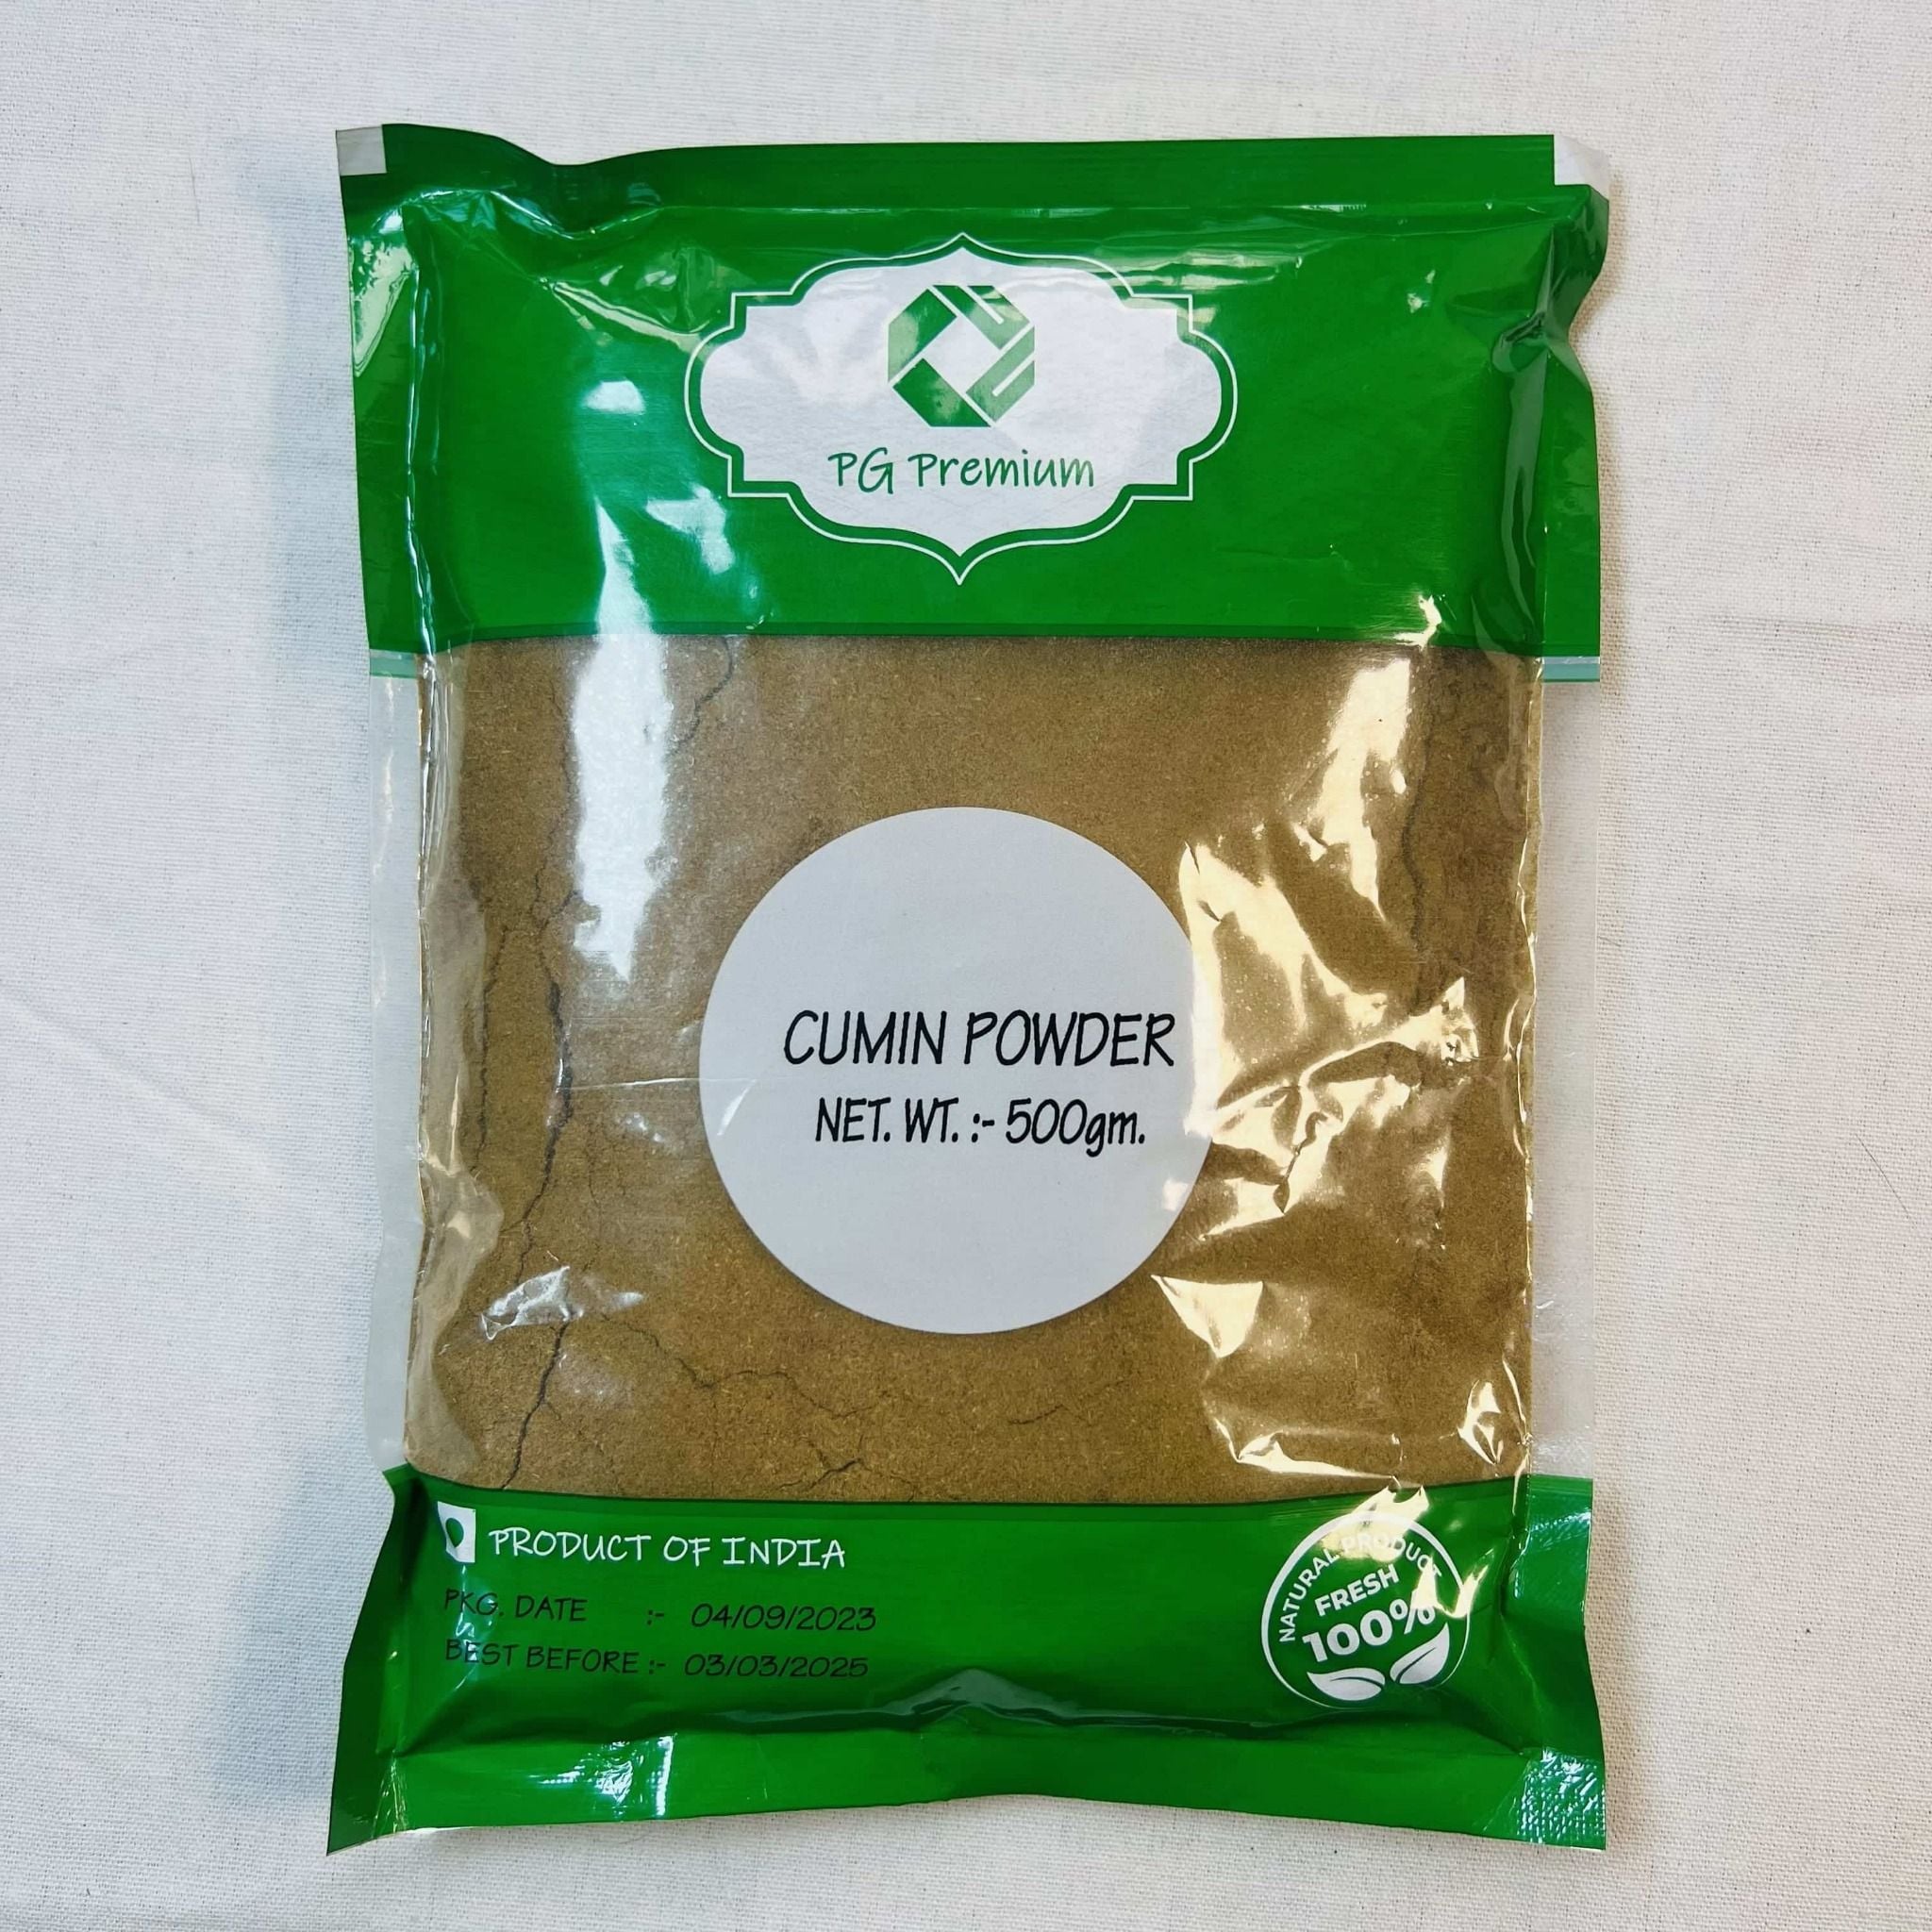 PG Premium
CUMIN POWDER
NET. WT. :- 500gm.
PRODUCT OF INDIA
PKG. DATE :- 04/09/2023
BEST BEFORE :- 03/03/2025
NATURAL PRODUCT
FRESH
100%